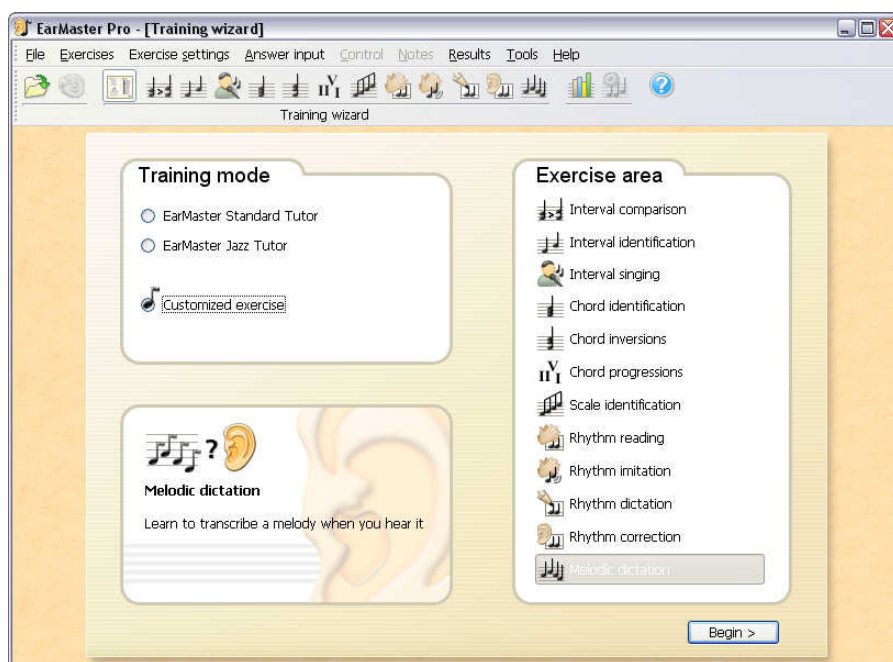 EarMaster Pro - [Training wizard]
File Exercises Exercise settings Answer input Control Notes Results Tools Help
Training wizard
Training mode
EarMaster Standard Tutor
EarMaster Jazz Tutor
Customized exercise
?
Melodic dictation
Learn to transcribe a melody when you hear it
Exercise area
Interval comparison
Interval identification
Interval singing
Chord identification
Chord inversions
II V I Chord progressions
Scale identification
Rhythm reading
Rhythm imitation
Rhythm dictation
Rhythm correction
Melodic dictation
Begin >